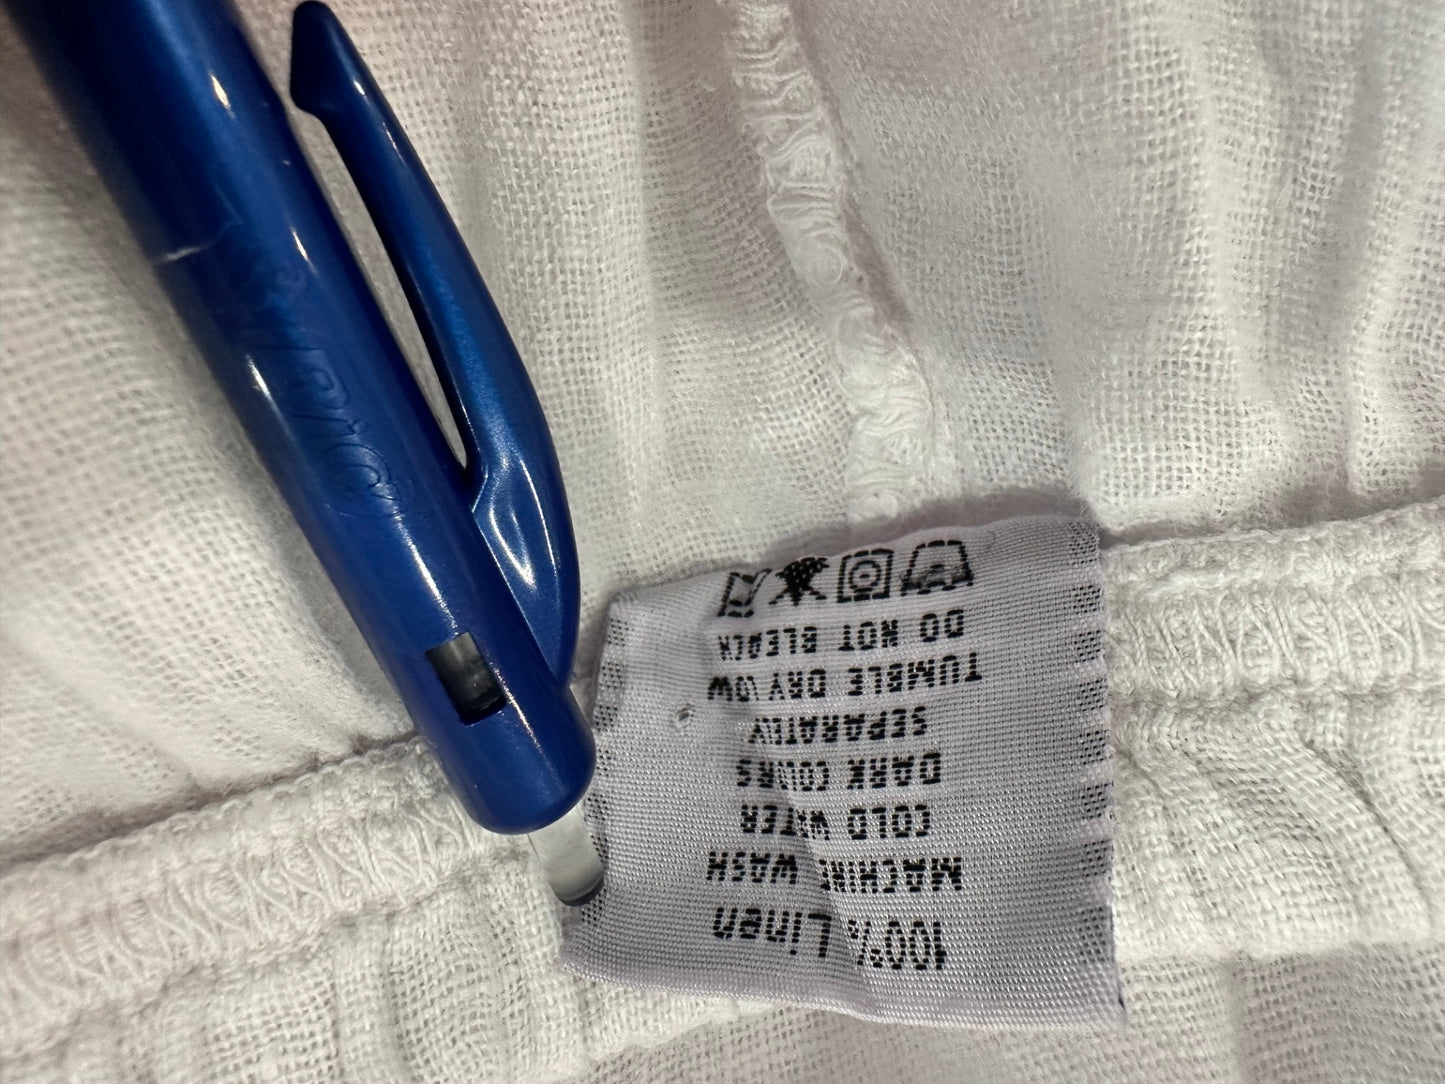 100% Linen
MACHINE WASH
COLD WATER
DARK COLORS
SEPARATELY
TUMBLE DRY LOW
DO NOT BLEACH